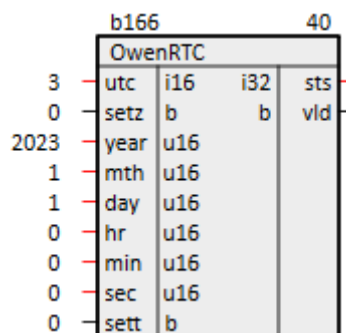 b166 40
OwenRTC
3 utc i16 i32 sts
0 setz b b vld
2023 year u16
1 mth u16
1 day u16
0 hr u16
0 min u16
0 sec u16
0 sett b